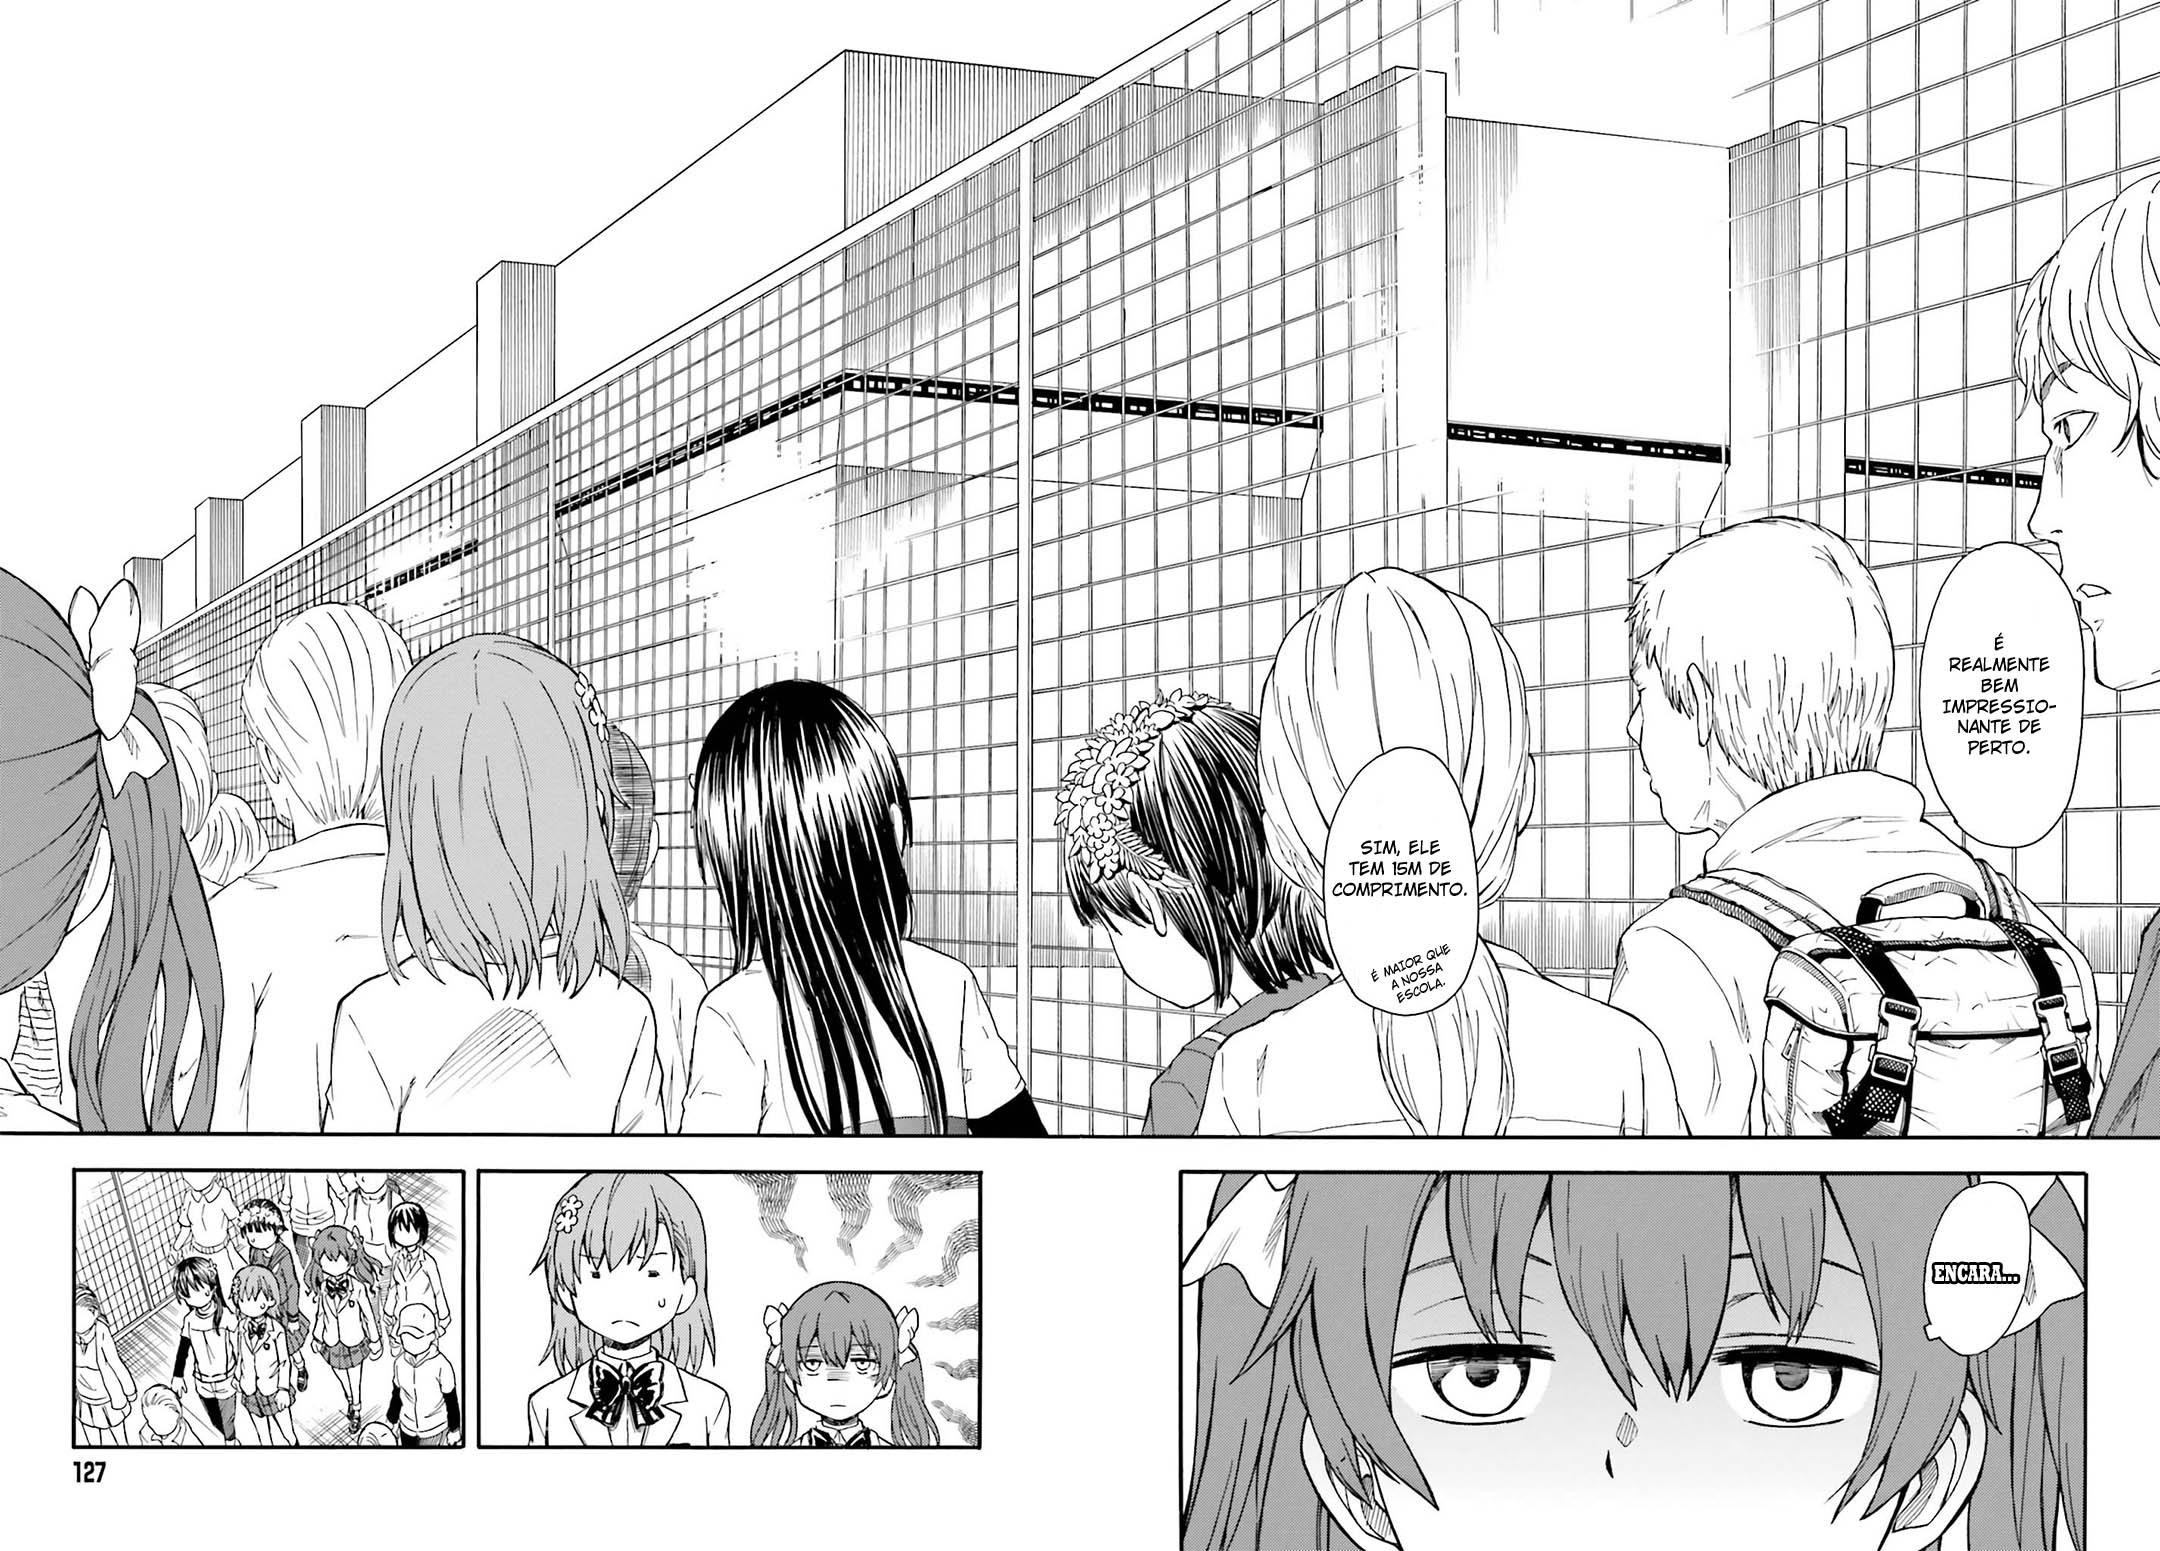 É
REALMENTE
BEM
IMPRESSIO-
NANTE DE
PERTO.
SIM, ELE
TEM 15M DE
COMPRIMENTO.
É MAIOR QUE
A NOSSA
ESCOLA.
ENCARA...
127